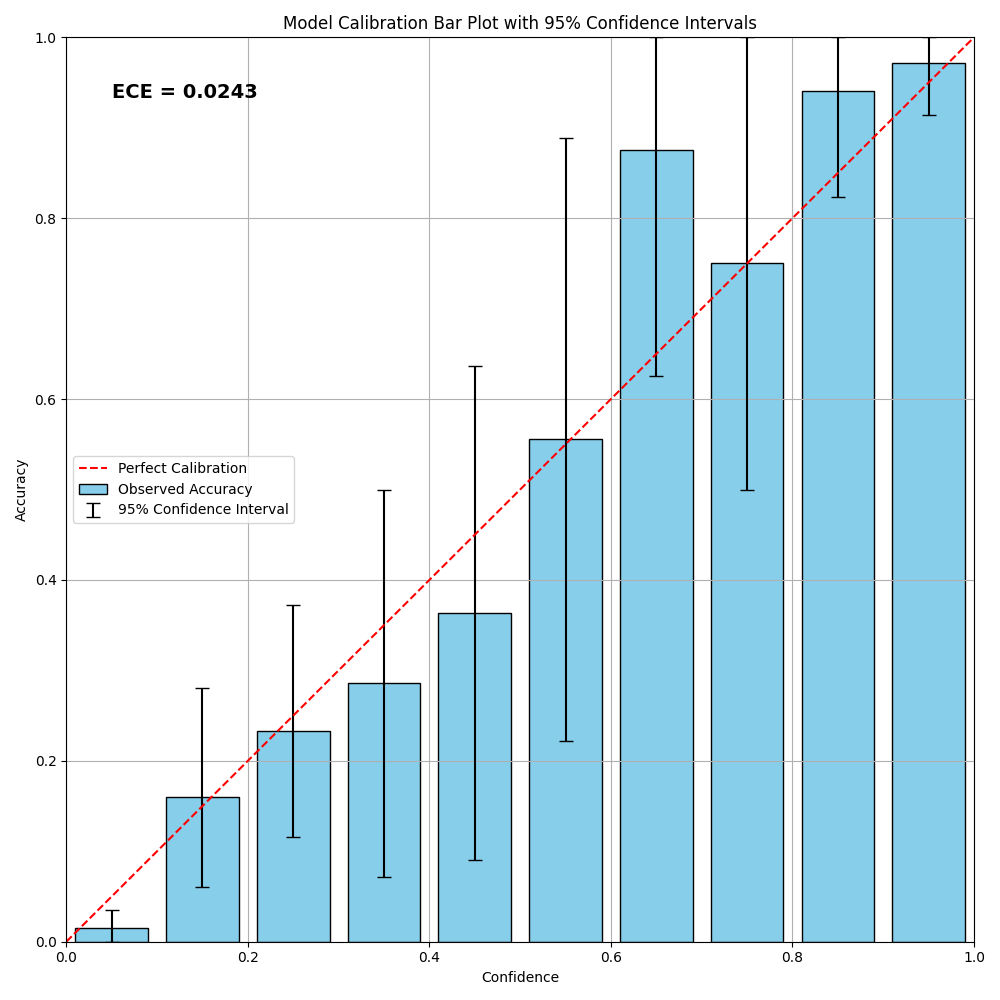 Model Calibration Bar Plot with 95% Confidence Intervals
ECE = 0.0243
Accuracy
1.0
0.8
0.6
0.4
0.2
0.0
Perfect Calibration
Observed Accuracy
95% Confidence Interval
0.0 0.2 0.4 0.6 0.8 1.0
Confidence